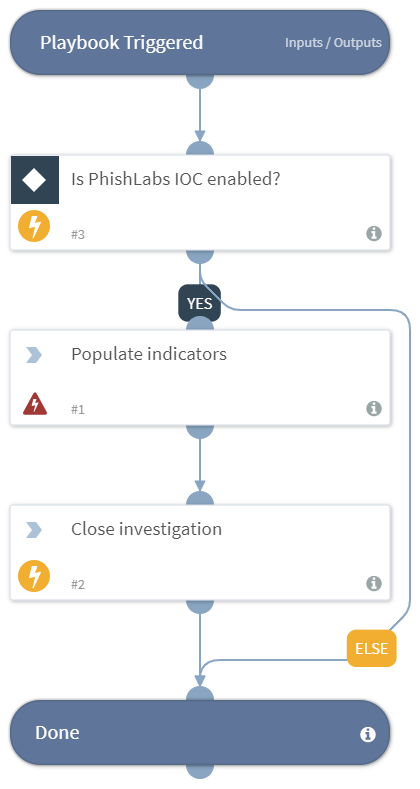 Playbook Triggered
Inputs / Outputs
Is PhishLabs IOC enabled?
#3
YES
Populate indicators
#1
Close investigation
#2
ELSE
Done